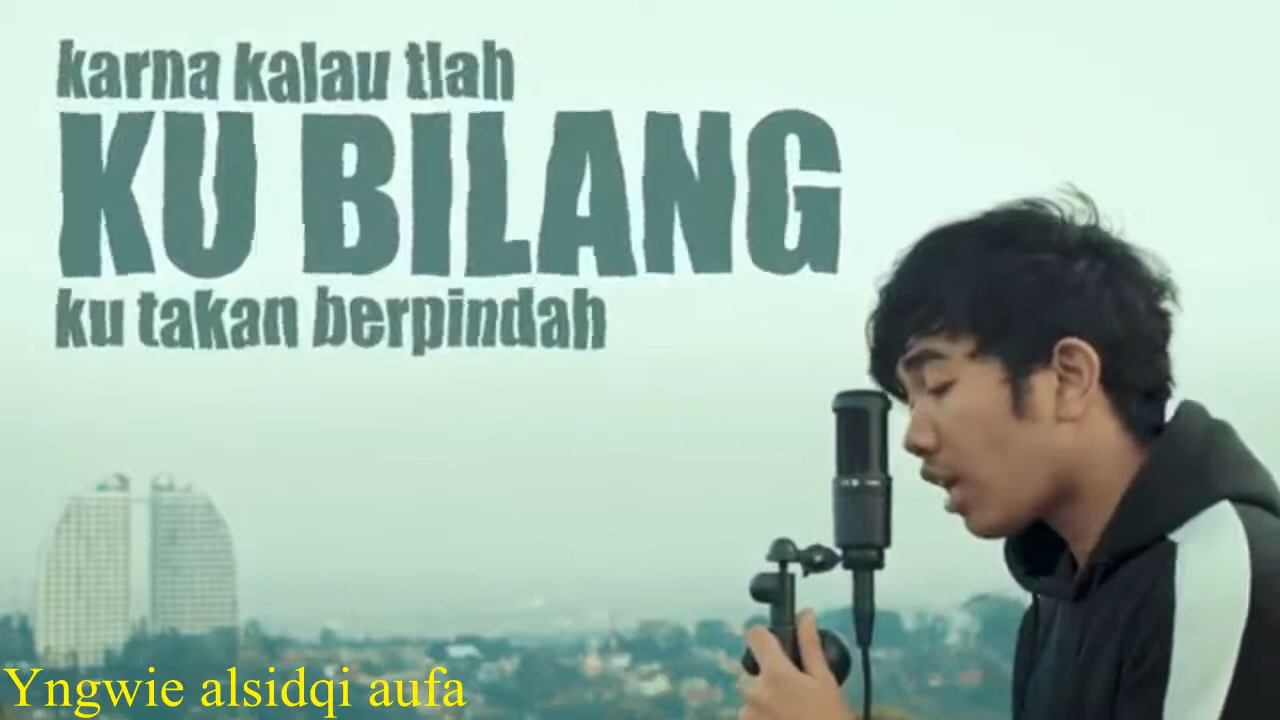 karna kalau tlah
KU BILANG
ku takan berpindah
Yngwie alsidqi aufa